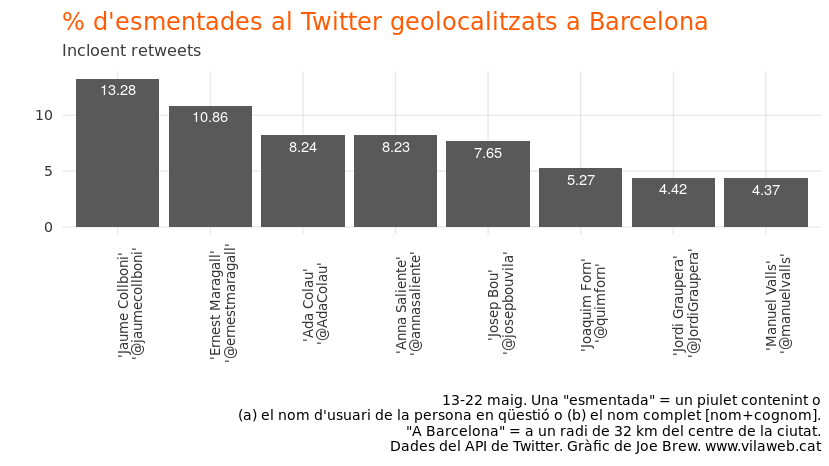 % d'esmentades al Twitter geolocalitzats a Barcelona
Incloent retweets
13.28
10.86
8.24
8.23
7.65
5.27
4.42
4.37
10
5
0
'Jaume Collboni'
'@jaumecollboni'
'Ernest Maragall'
'@ernestmaragall'
'Ada Colau'
'@AdaColau'
'Anna Saliente'
'@annasaliente'
'Josep Bou'
'@josepbouvila'
'Joaquim Forn'
'@quimforn'
'Jordi Graupera'
'@JordiGraupera'
'Manuel Valls'
'@manuelvalls'
13-22 maig. Una "esmentada" = un piulet contenint o
(a) el nom d'usuari de la persona en qüestió o (b) el nom complet [nom+cognom].
"A Barcelona" = a un radi de 32 km del centre de la ciutat.
Dades del API de Twitter. Gràfic de Joe Brew. www.vilaweb.cat